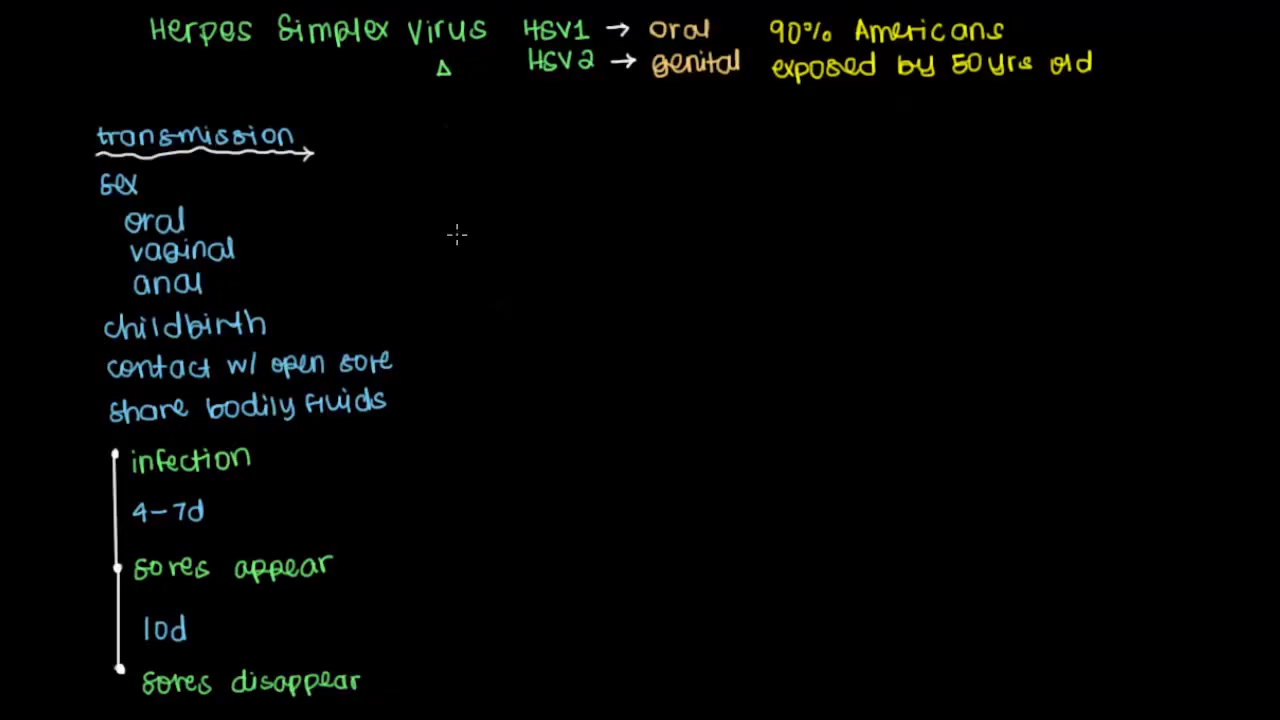 Herpes Simplex Virus HSV1 → oral 90% Americans
HSV2 → genital exposed by 50yrs old
transmission
sex
oral
vaginal
anal
childbirth
contact w/ open sore
share bodily fluids
infection
4-7d
sores appear
10d
sores disappear